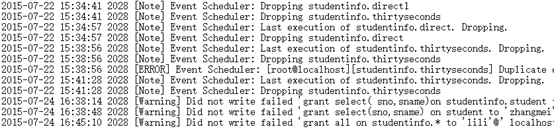 2015-07-22 15:34:41 2028 [Note] Event Scheduler: Dropping studentinfo.direct1
2015-07-22 15:34:41 2028 [Note] Event Scheduler: Dropping studentinfo.thirtyseconds
2015-07-22 15:34:57 2028 [Note] Event Scheduler: Last execution of studentinfo.direct. Dropping.
2015-07-22 15:34:57 2028 [Note] Event Scheduler: Dropping studentinfo.direct
2015-07-22 15:38:56 2028 [Note] Event Scheduler: Last execution of studentinfo.thirtyseconds. Dropping.
2015-07-22 15:38:56 2028 [Note] Event Scheduler: Dropping studentinfo.thirtyseconds
2015-07-22 15:38:56 2028 [ERROR] Event Scheduler: [root@localhost][studentinfo.thirtyseconds] Duplicate e
2015-07-22 15:41:28 2028 [Note] Event Scheduler: Last execution of studentinfo.thirtyseconds. Dropping.
2015-07-22 15:41:28 2028 [Note] Event Scheduler: Dropping studentinfo.thirtyseconds
2015-07-24 16:38:14 2028 [Warning] Did not write failed 'grant select( sno,sname)on studentinfo.student
2015-07-24 16:38:48 2028 [Warning] Did not write failed 'grant select(sno,sname) on student to 'zhangmei
2015-07-24 16:45:10 2028 [Warning] Did not write failed 'grant all on studentinfo.* to 'lili'@' localhos